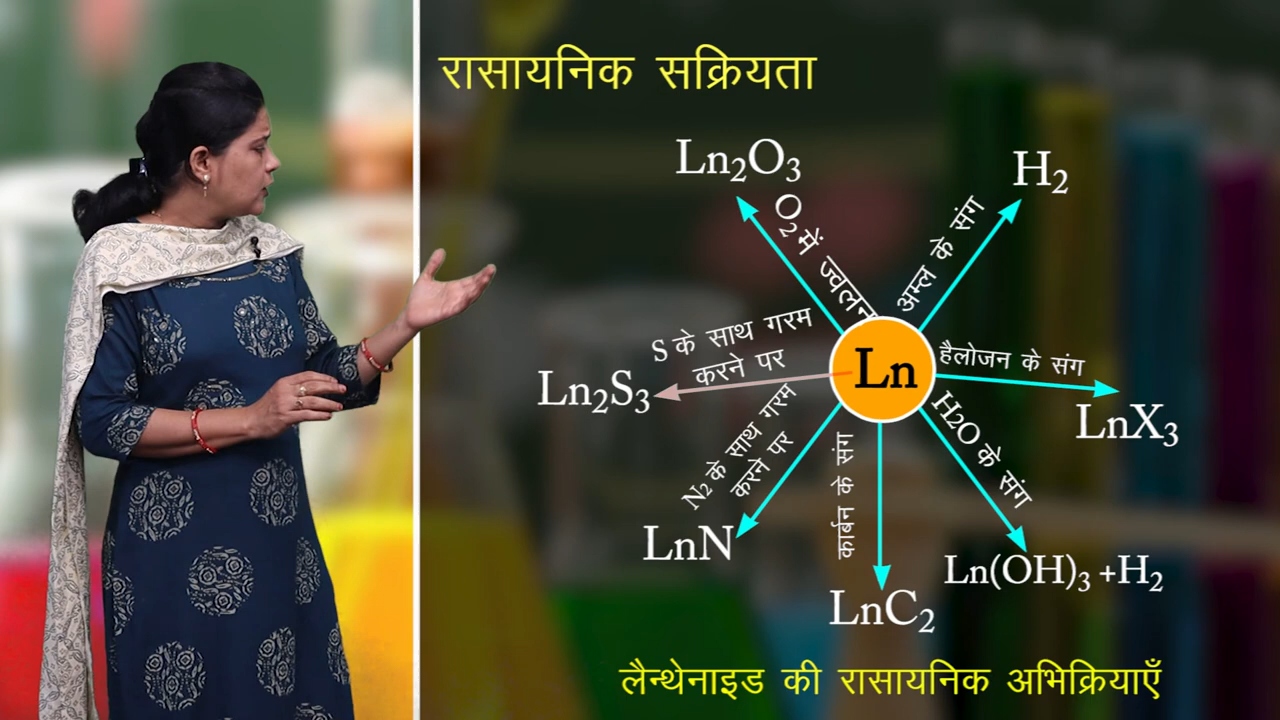 रासायनिक सक्रियता
Ln₂O₃
H₂
O₂ में ज्वलन
अम्ल के संग
S के साथ गरम
करने पर
Ln₂S₃
Ln
हैलोजन के संग
LnX₃
N₂ के साथ गरम
करने पर
LnN
कार्बन के संग
LnC₂
H2O के संग
Ln(OH)₃ +H₂
लैन्थेनाइड की रासायनिक अभिक्रियाएँ